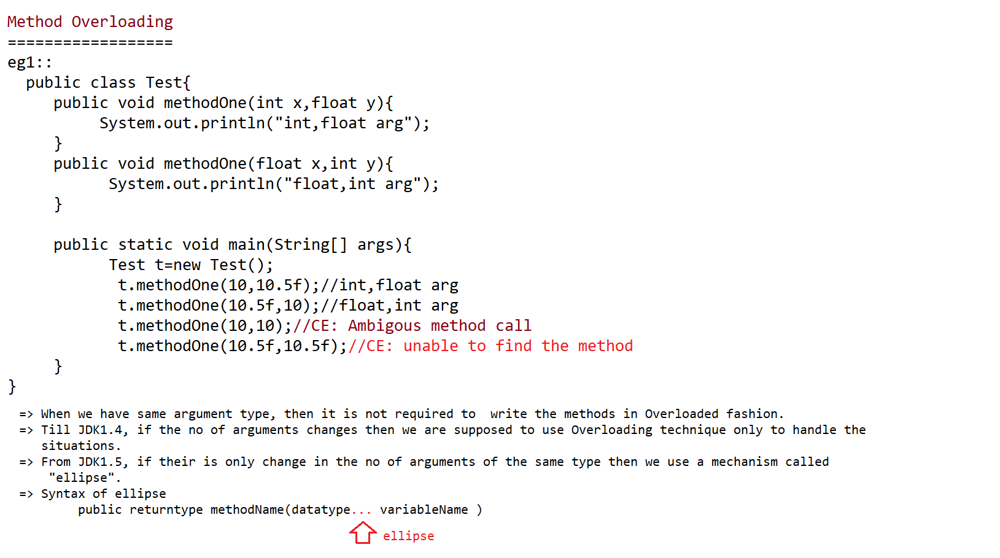 Method Overloading
==================
eg1::
public class Test{
public void methodOne(int x,float y){
System.out.println("int,float arg");
}
public void methodOne(float x,int y){
System.out.println("float,int arg");
}
public static void main(String[] args){
Test t=new Test();
t.methodOne(10,10.5f);//int,float arg
t.methodOne(10.5f,10);//float,int arg
t.methodOne(10,10);//CE: Ambigous method call
t.methodOne(10.5f,10.5f);//CE: unable to find the method
}
}
=> When we have same argument type, then it is not required to  write the methods in Overloaded fashion.
=> Till JDK1.4, if the no of arguments changes then we are supposed to use Overloading technique only to handle the
situations.
=> From JDK1.5, if their is only change in the no of arguments of the same type then we use a mechanism called
"ellipse".
=> Syntax of ellipse
public returntype methodName(datatype... variableName )
ellipse